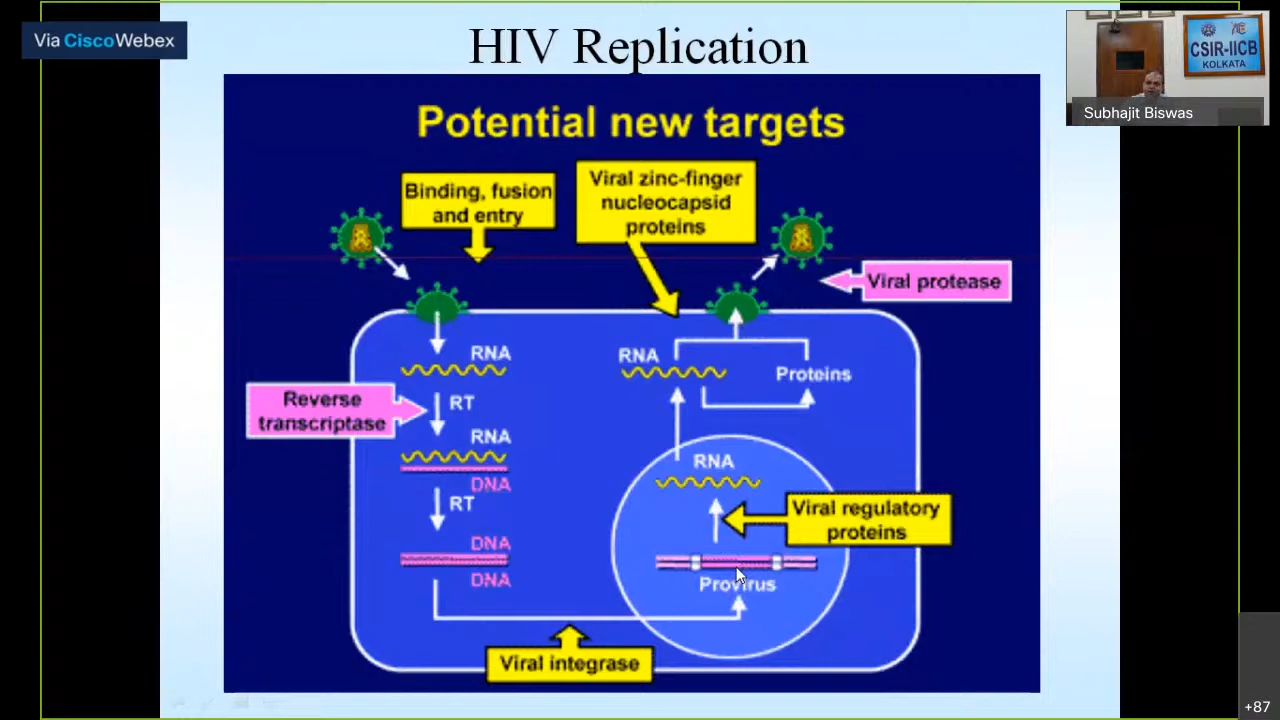 Via Cisco Webex
HIV Replication
CSIR-IICB
KOLKATA
Subhajit Biswas
Potential new targets
Binding, fusion
and entry
Viral zinc-finger
nucleocapsid
proteins
Viral protease
RNA
Reverse
transcriptase
RT
RNA
DNA
RT
DNA
DNA
RNA
Proteins
RNA
Viral regulatory
proteins
Provirus
Viral integrase
+87